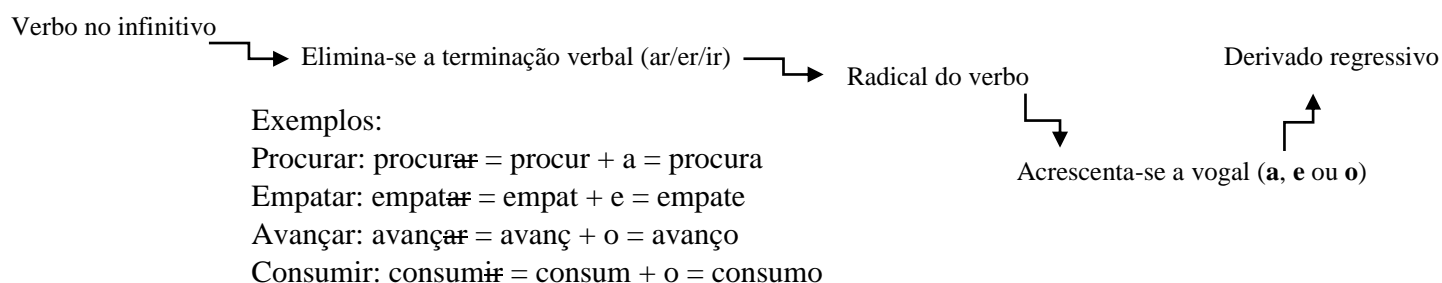 Verbo no infinitivo
Elimina-se a terminação verbal (ar/er/ir)
Radical do verbo
Acrescenta-se a vogal (a, e ou o)
Derivado regressivo
Exemplos:
Procurar: procurar = procur + a = procura
Empatar: empatar = empat + e = empate
Avançar: avançar = avanç + o = avanço
Consumir: consumir = consum + o = consumo